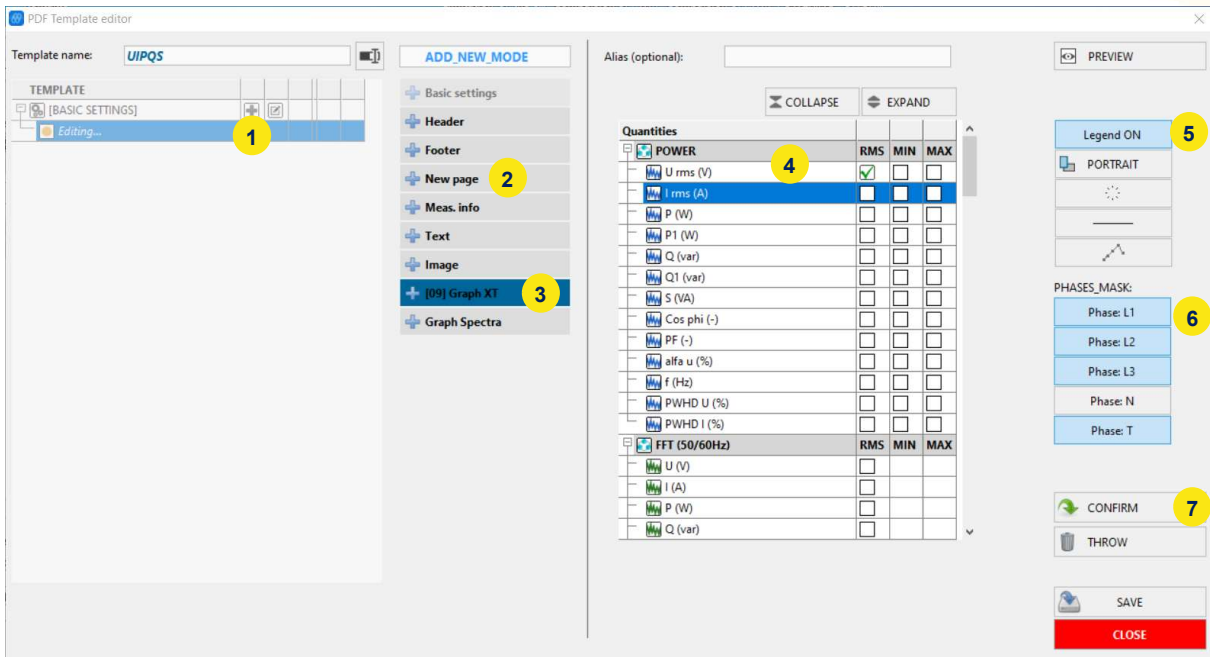 PDF Template editor
Template name: UIPQS
TEMPLATE
[BASIC SETTINGS]
Editing...
1
ADD_NEW_MODE
Basic settings
Header
Footer
New page
2
Meas. info
Text
Image
[09] Graph XT
3
Graph Spectra
Alias (optional):
COLLAPSE
EXPAND
Quantities
POWER RMS MIN MAX
4
U rms (V)
I rms (A)
P (W)
P1 (W)
Q (var)
Q1 (var)
S (VA)
Cos phi (-)
PF (-)
alfa u (%)
f (Hz)
PWHD U (%)
PWHD I (%)
FFT (50/60Hz) RMS MIN MAX
U (V)
I (A)
P (W)
Q (var)
PREVIEW
Legend ON
5
PORTRAIT
PHASES_MASK:
Phase: L1
6
Phase: L2
Phase: L3
Phase: N
Phase: T
CONFIRM
7
THROW
SAVE
CLOSE